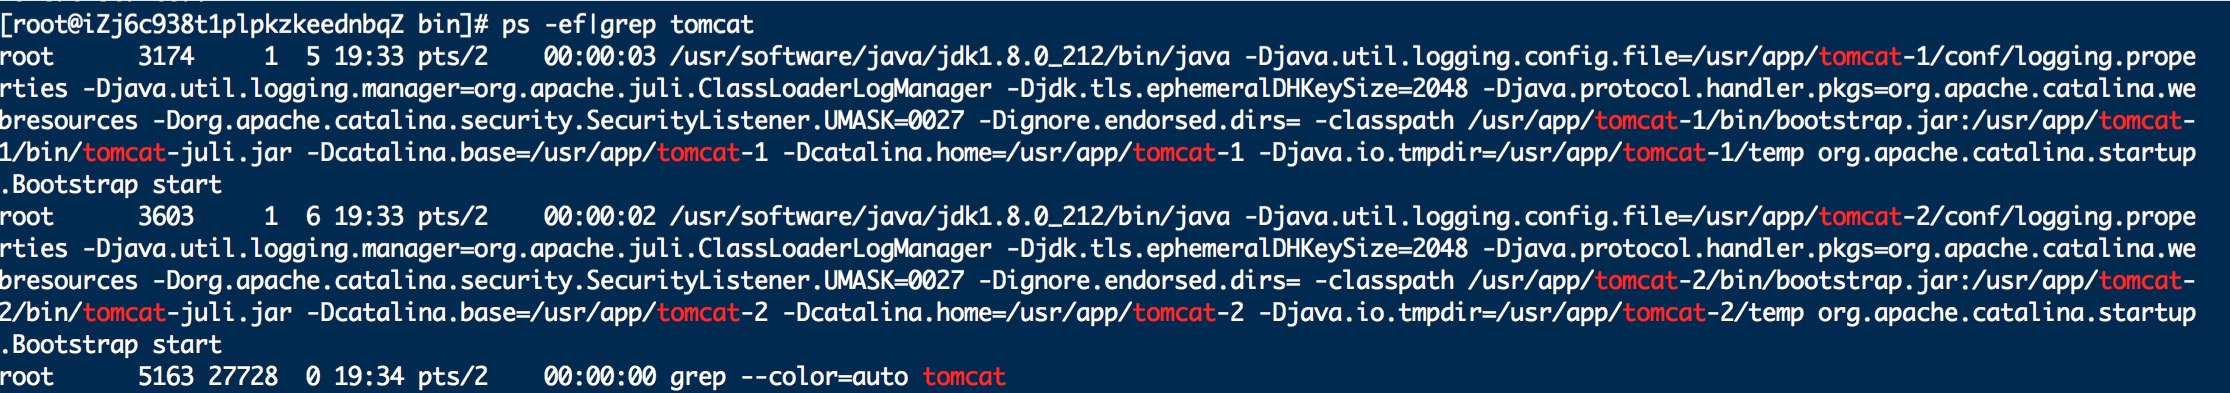 [root@iZj6c938t1plpkzkeednbqZ bin]# ps -ef|grep tomcat
root      3174     1  5 19:33 pts/2    00:00:03 /usr/software/java/jdk1.8.0_212/bin/java -Djava.util.logging.config.file=/usr/app/tomcat-1/conf/logging.prope
rties -Djava.util.logging.manager=org.apache.juli.ClassLoaderLogManager -Djdk.tls.ephemeralDHKeySize=2048 -Djava.protocol.handler.pkgs=org.apache.catalina.we
bresources -Dorg.apache.catalina.security.SecurityListener.UMASK=0027 -Dignore.endorsed.dirs= -classpath /usr/app/tomcat-1/bin/bootstrap.jar:/usr/app/tomcat-
1/bin/tomcat-juli.jar -Dcatalina.base=/usr/app/tomcat-1 -Dcatalina.home=/usr/app/tomcat-1 -Djava.io.tmpdir=/usr/app/tomcat-1/temp org.apache.catalina.startup
.Bootstrap start
root      3603     1  6 19:33 pts/2    00:00:02 /usr/software/java/jdk1.8.0_212/bin/java -Djava.util.logging.config.file=/usr/app/tomcat-2/conf/logging.prope
rties -Djava.util.logging.manager=org.apache.juli.ClassLoaderLogManager -Djdk.tls.ephemeralDHKeySize=2048 -Djava.protocol.handler.pkgs=org.apache.catalina.we
bresources -Dorg.apache.catalina.security.SecurityListener.UMASK=0027 -Dignore.endorsed.dirs= -classpath /usr/app/tomcat-2/bin/bootstrap.jar:/usr/app/tomcat-
2/bin/tomcat-juli.jar -Dcatalina.base=/usr/app/tomcat-2 -Dcatalina.home=/usr/app/tomcat-2 -Djava.io.tmpdir=/usr/app/tomcat-2/temp org.apache.catalina.startup
.Bootstrap start
root      5163 27728  0 19:34 pts/2    00:00:00 grep --color=auto tomcat